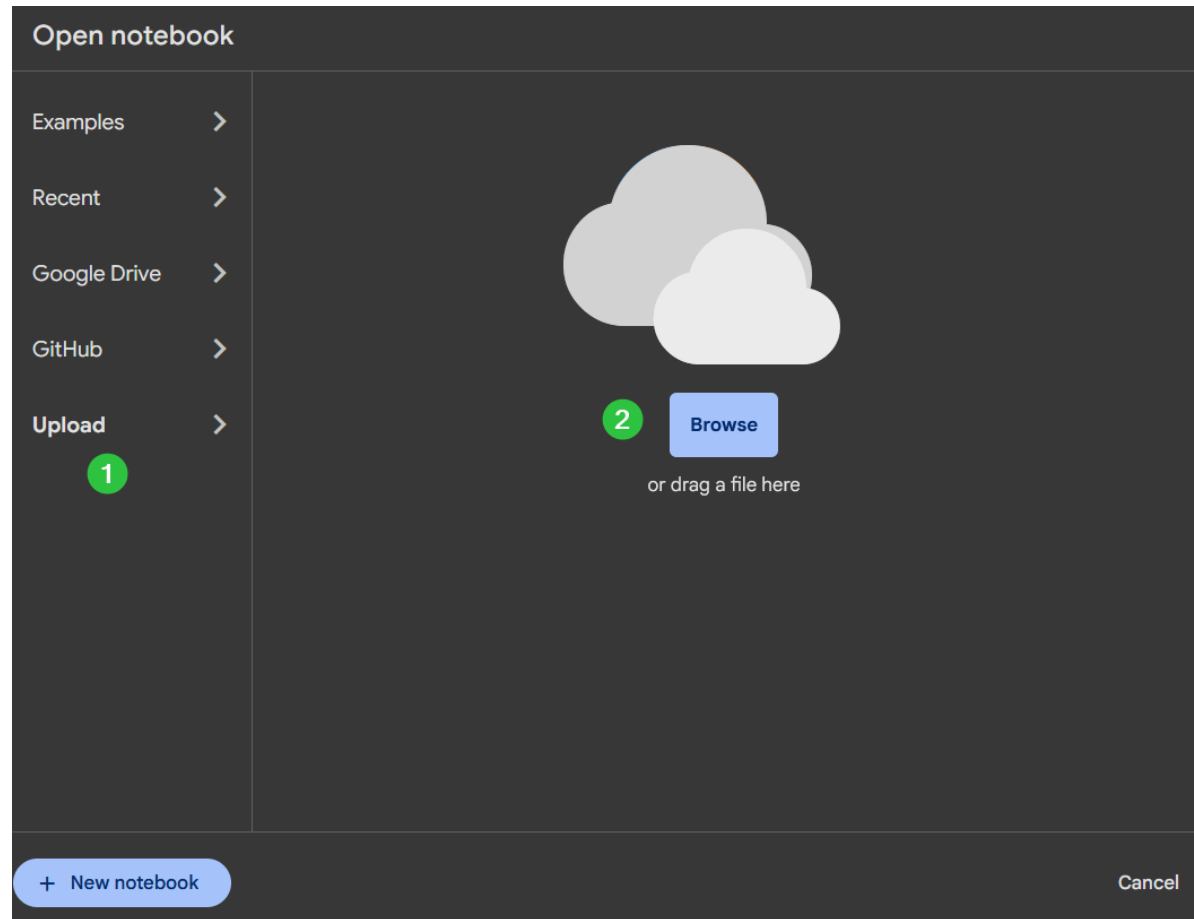 Open notebook
Examples
Recent
Google Drive
GitHub
Upload
1
2
Browse
or drag a file here
+ New notebook
Cancel